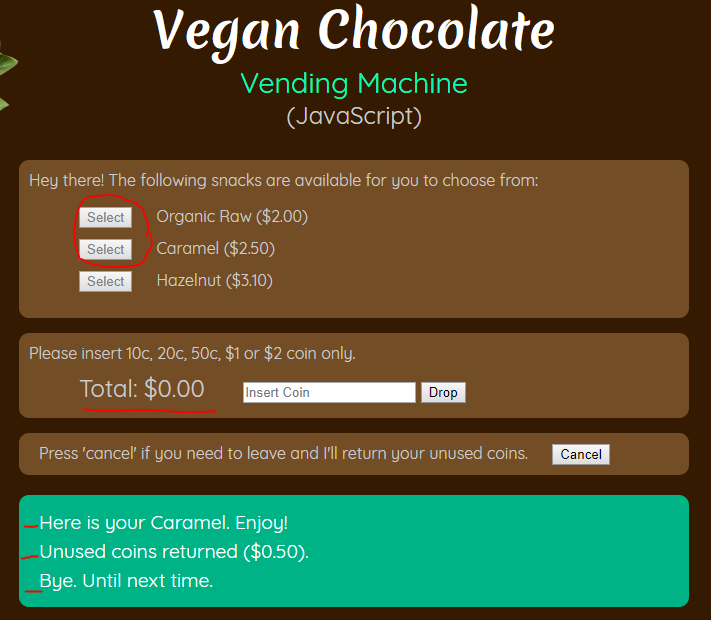 Vegan Chocolate
Vending Machine
(JavaScript)
Hey there! The following snacks are available for you to choose from:
Select Organic Raw ($2.00)
Select Caramel ($2.50)
Select Hazelnut ($3.10)
Please insert 10c, 20c, 50c, $1 or $2 coin only.
Total: $0.00 Insert Coin Drop
Press 'cancel' if you need to leave and I'll return your unused coins. Cancel
Here is your Caramel. Enjoy!
Unused coins returned ($0.50).
Bye. Until next time.